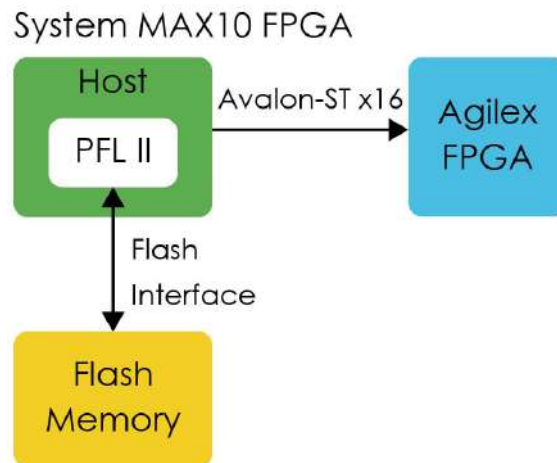 System MAX10 FPGA
Host
PFL II
Avalon-ST x16
Agilex
FPGA
Flash
Interface
Flash
Memory